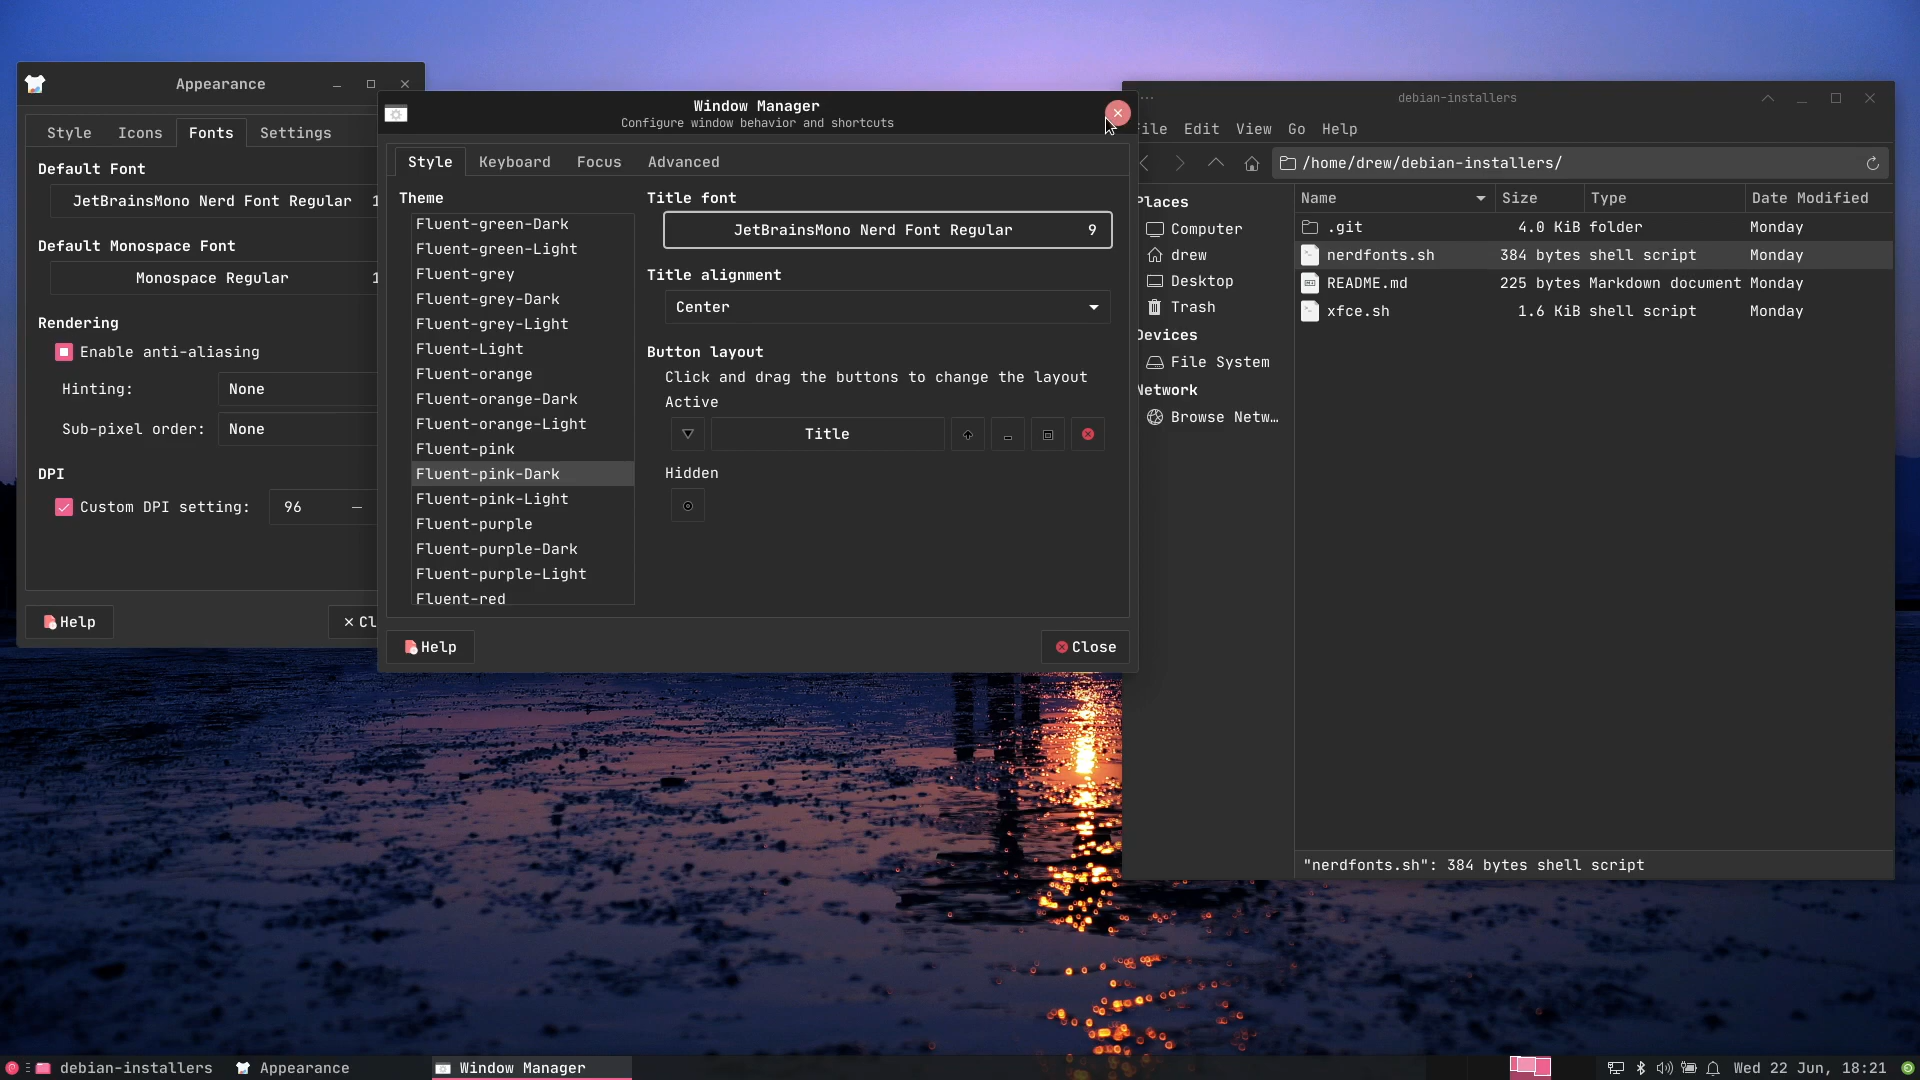 Appearance
Style
Icons
Fonts
Settings
Default Font
JetBrainsMono Nerd Font Regular
Default Monospace Font
Monospace Regular
Rendering
Enable anti-aliasing
Hinting:
None
Sub-pixel order:
None
DPI
Custom DPI setting:
96
Help
Window Manager
Configure window behavior and shortcuts
Style
Keyboard
Focus
Advanced
Theme
Fluent-green-Dark
Fluent-green-Light
Fluent-grey
Fluent-grey-Dark
Fluent-grey-Light
Fluent-Light
Fluent-orange
Fluent-orange-Dark
Fluent-orange-Light
Fluent-pink
Fluent-pink-Dark
Fluent-pink-Light
Fluent-purple
Fluent-purple-Dark
Fluent-purple-Light
Fluent-red
Title font
JetBrainsMono Nerd Font Regular 9
Title alignment
Center
Button layout
Click and drag the buttons to change the layout
Active
Title
Hidden
Help
Close
debian-installers
File Edit View Go Help
/home/drew/debian-installers/
Places
Computer
drew
Desktop
Trash
Devices
File System
Network
Browse Netw…
Name Size Type Date Modified
.git 4.0 KiB folder Monday
nerdfonts.sh 384 bytes shell script Monday
README.md 225 bytes Markdown document Monday
xfce.sh 1.6 KiB shell script Monday
"nerdfonts.sh": 384 bytes shell script
debian-installers
Appearance
Window Manager
Wed 22 Jun, 18:21